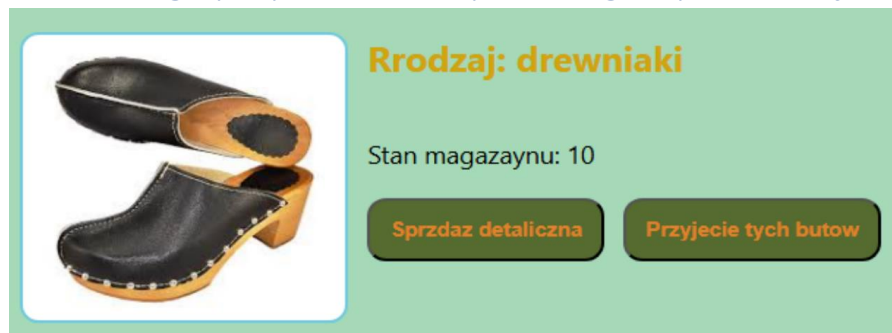 Rrodzaj: drewniaki
Stan magazaynu: 10
Sprzdaz detaliczna
Przyjecie tych butow